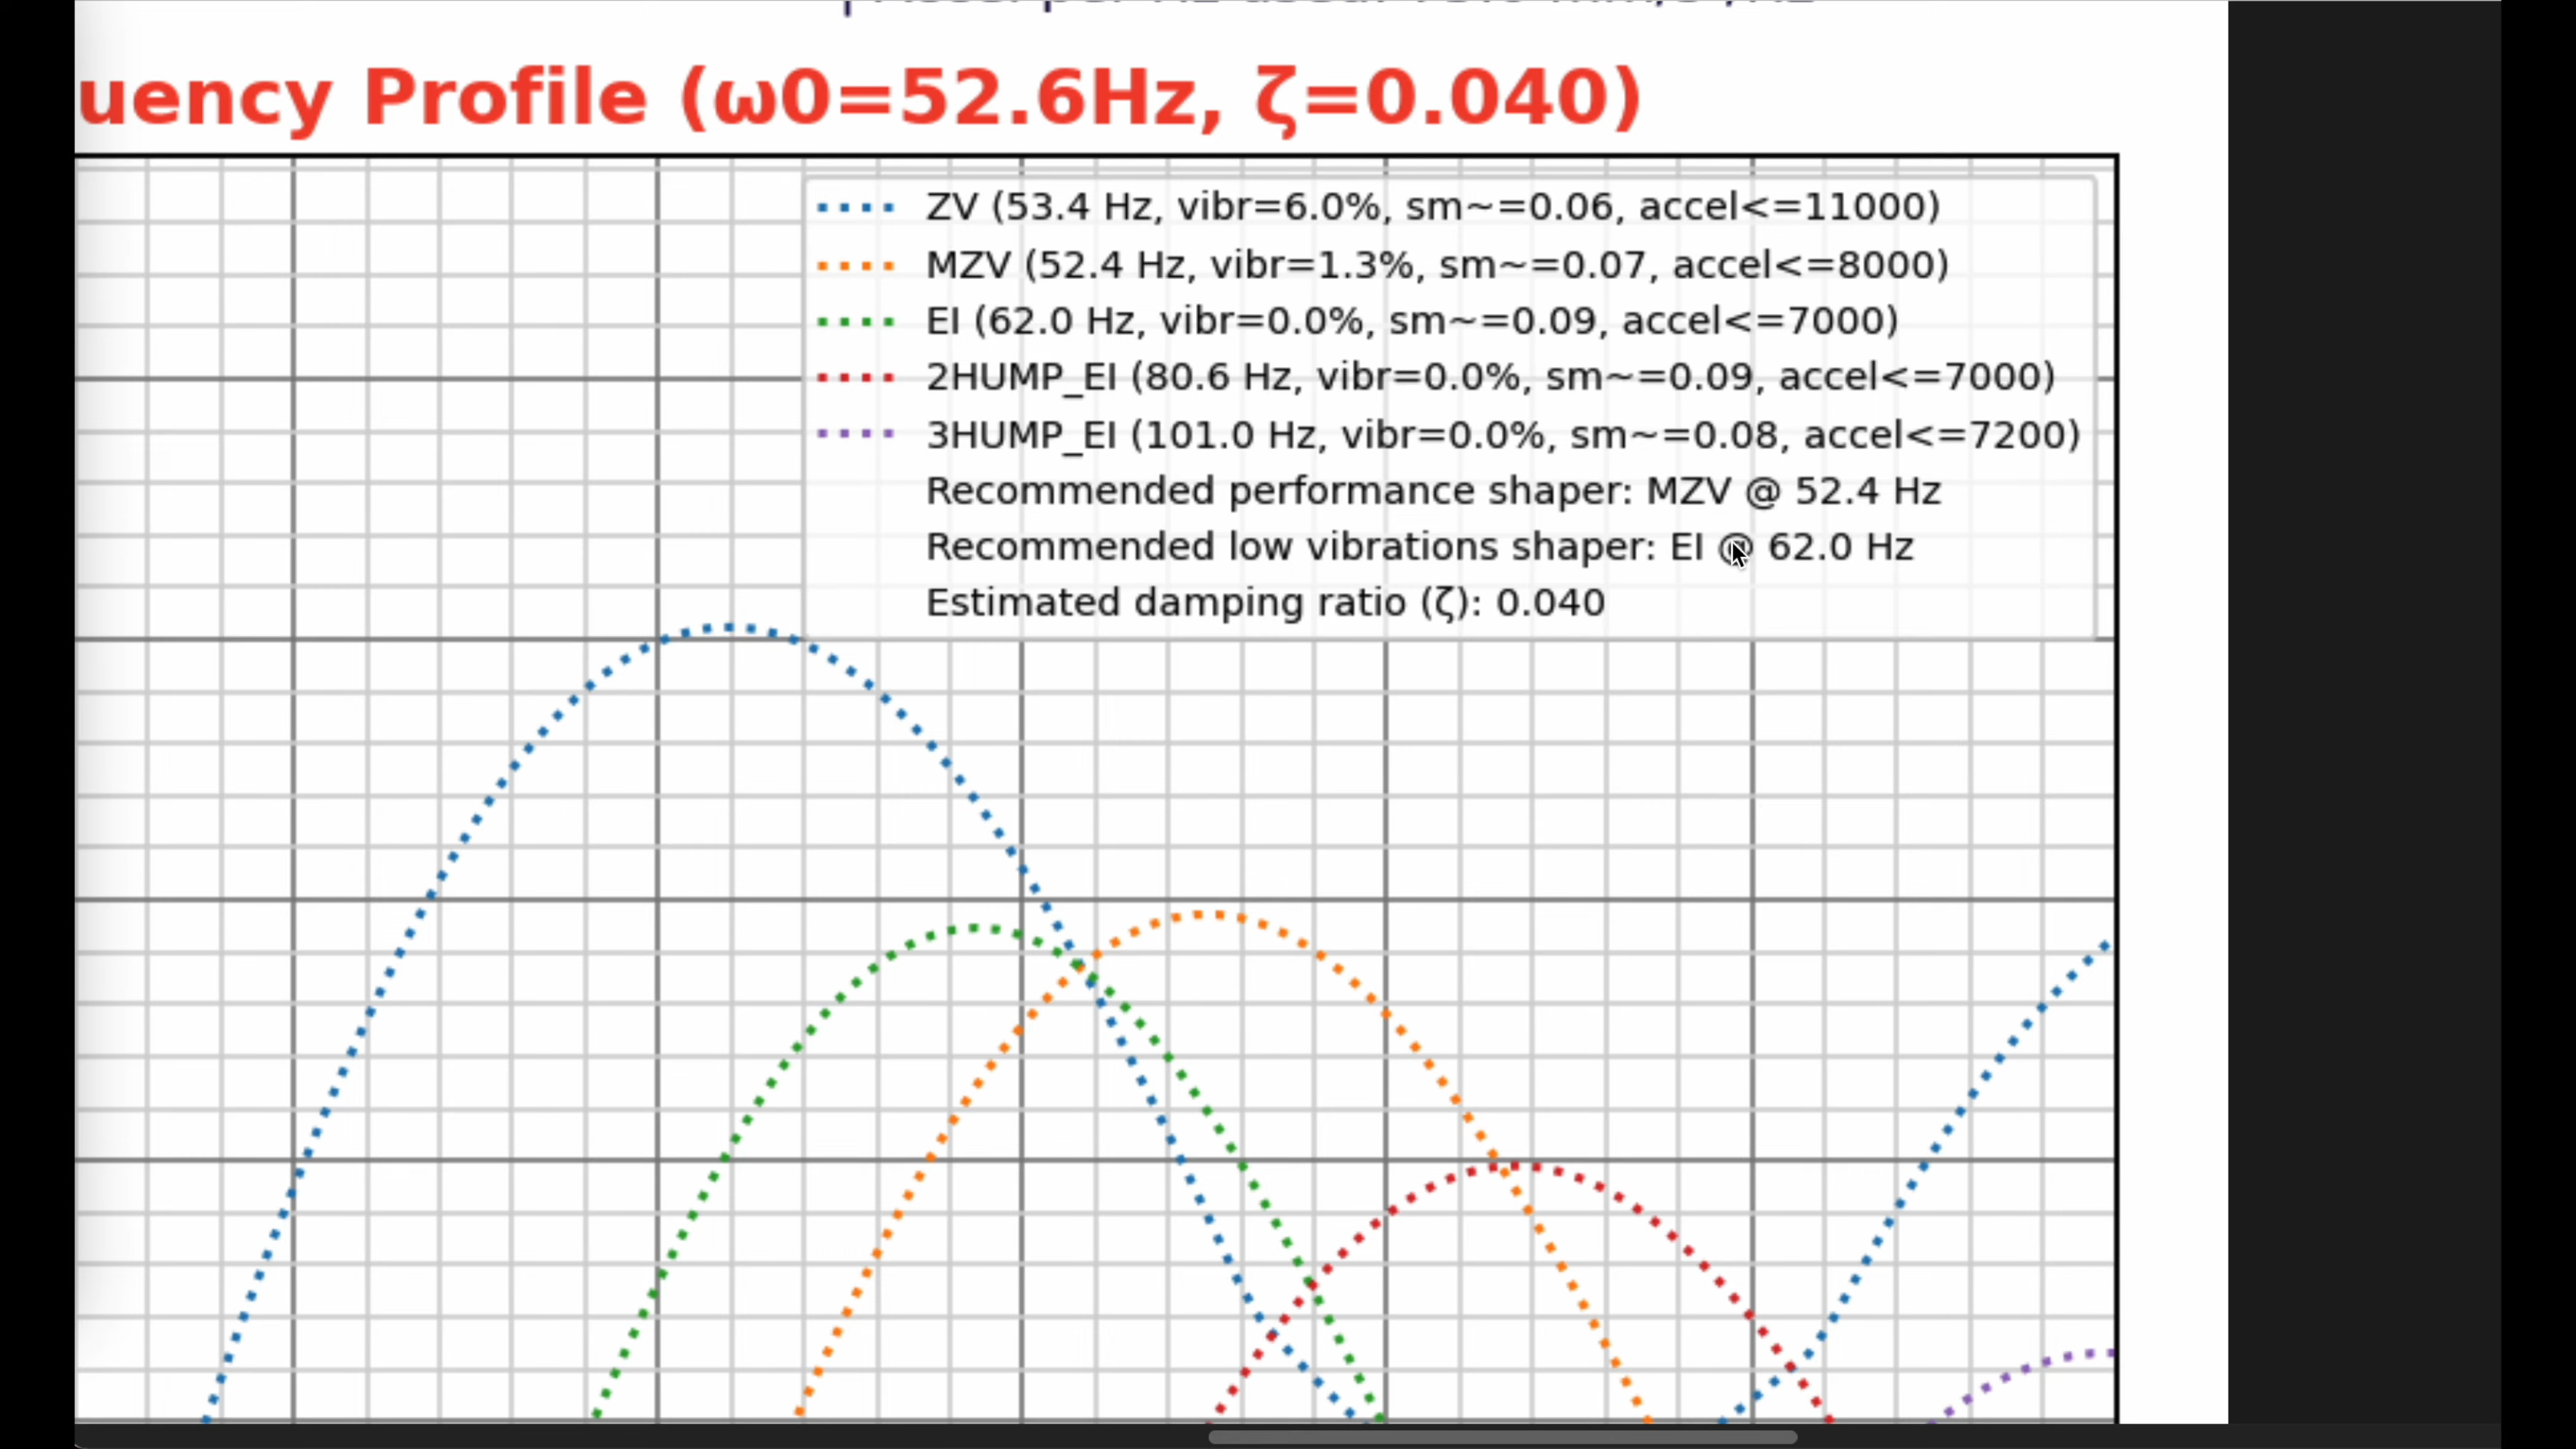 uency Profile (ω0=52.6Hz, ζ=0.040)
ZV (53.4 Hz, vibr=6.0%, sm~=0.06, accel<=11000)
MZV (52.4 Hz, vibr=1.3%, sm~=0.07, accel<=8000)
EI (62.0 Hz, vibr=0.0%, sm~=0.09, accel<=7000)
2HUMP_EI (80.6 Hz, vibr=0.0%, sm~=0.09, accel<=7000)
3HUMP_EI (101.0 Hz, vibr=0.0%, sm~=0.08, accel<=7200)
Recommended performance shaper: MZV @ 52.4 Hz
Recommended low vibrations shaper: EI @ 62.0 Hz
Estimated damping ratio (ζ): 0.040